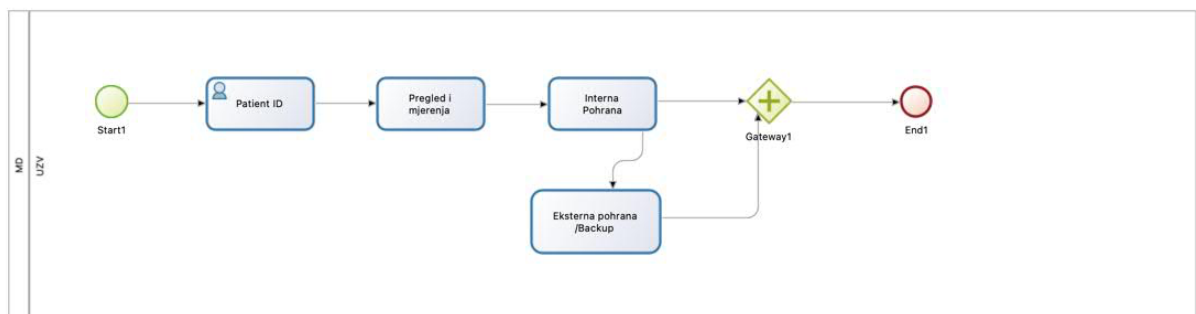 MD
UZV
Start1
Patient ID
Pregled i
mjerenja
Interna
Pohrana
Gateway1
End1
Eksterna pohrana
/Backup